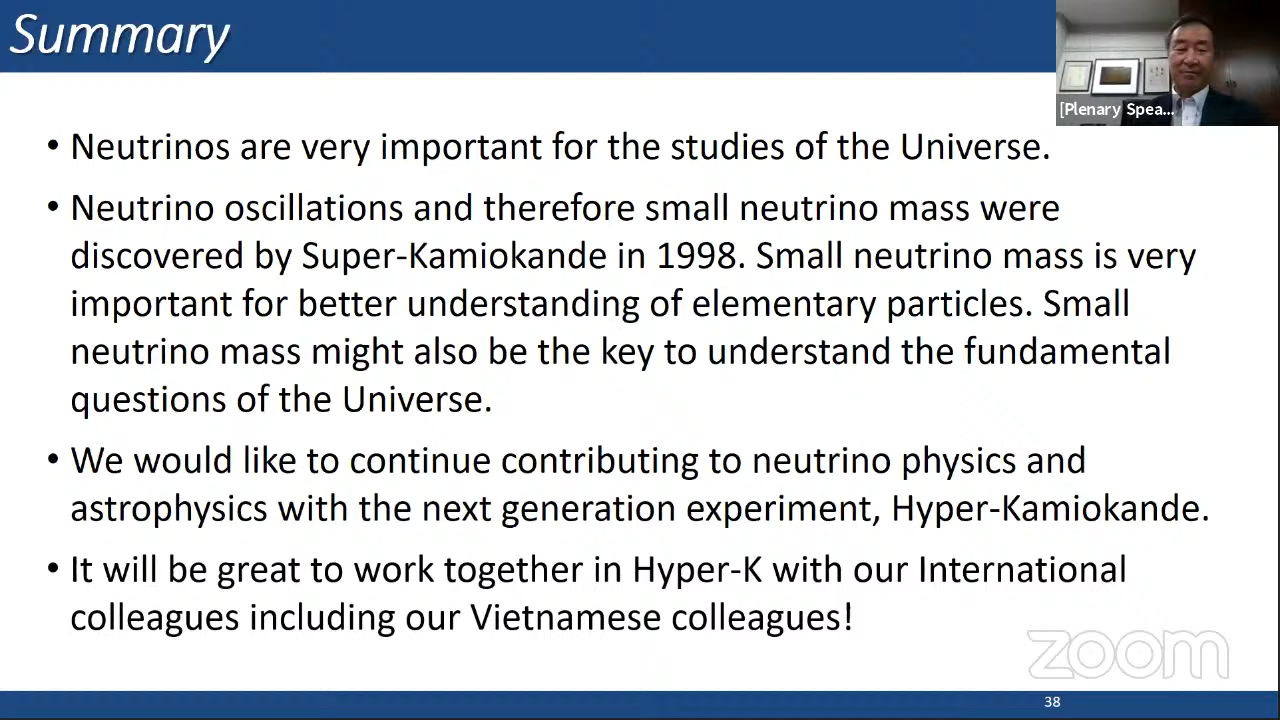 Summary
[Plenary Spea...
• Neutrinos are very important for the studies of the Universe.
• Neutrino oscillations and therefore small neutrino mass were
discovered by Super-Kamiokande in 1998. Small neutrino mass is very
important for better understanding of elementary particles. Small
neutrino mass might also be the key to understand the fundamental
questions of the Universe.
• We would like to continue contributing to neutrino physics and
astrophysics with the next generation experiment, Hyper-Kamiokande.
• It will be great to work together in Hyper-K with our International
colleagues including our Vietnamese colleagues!
zoom
38